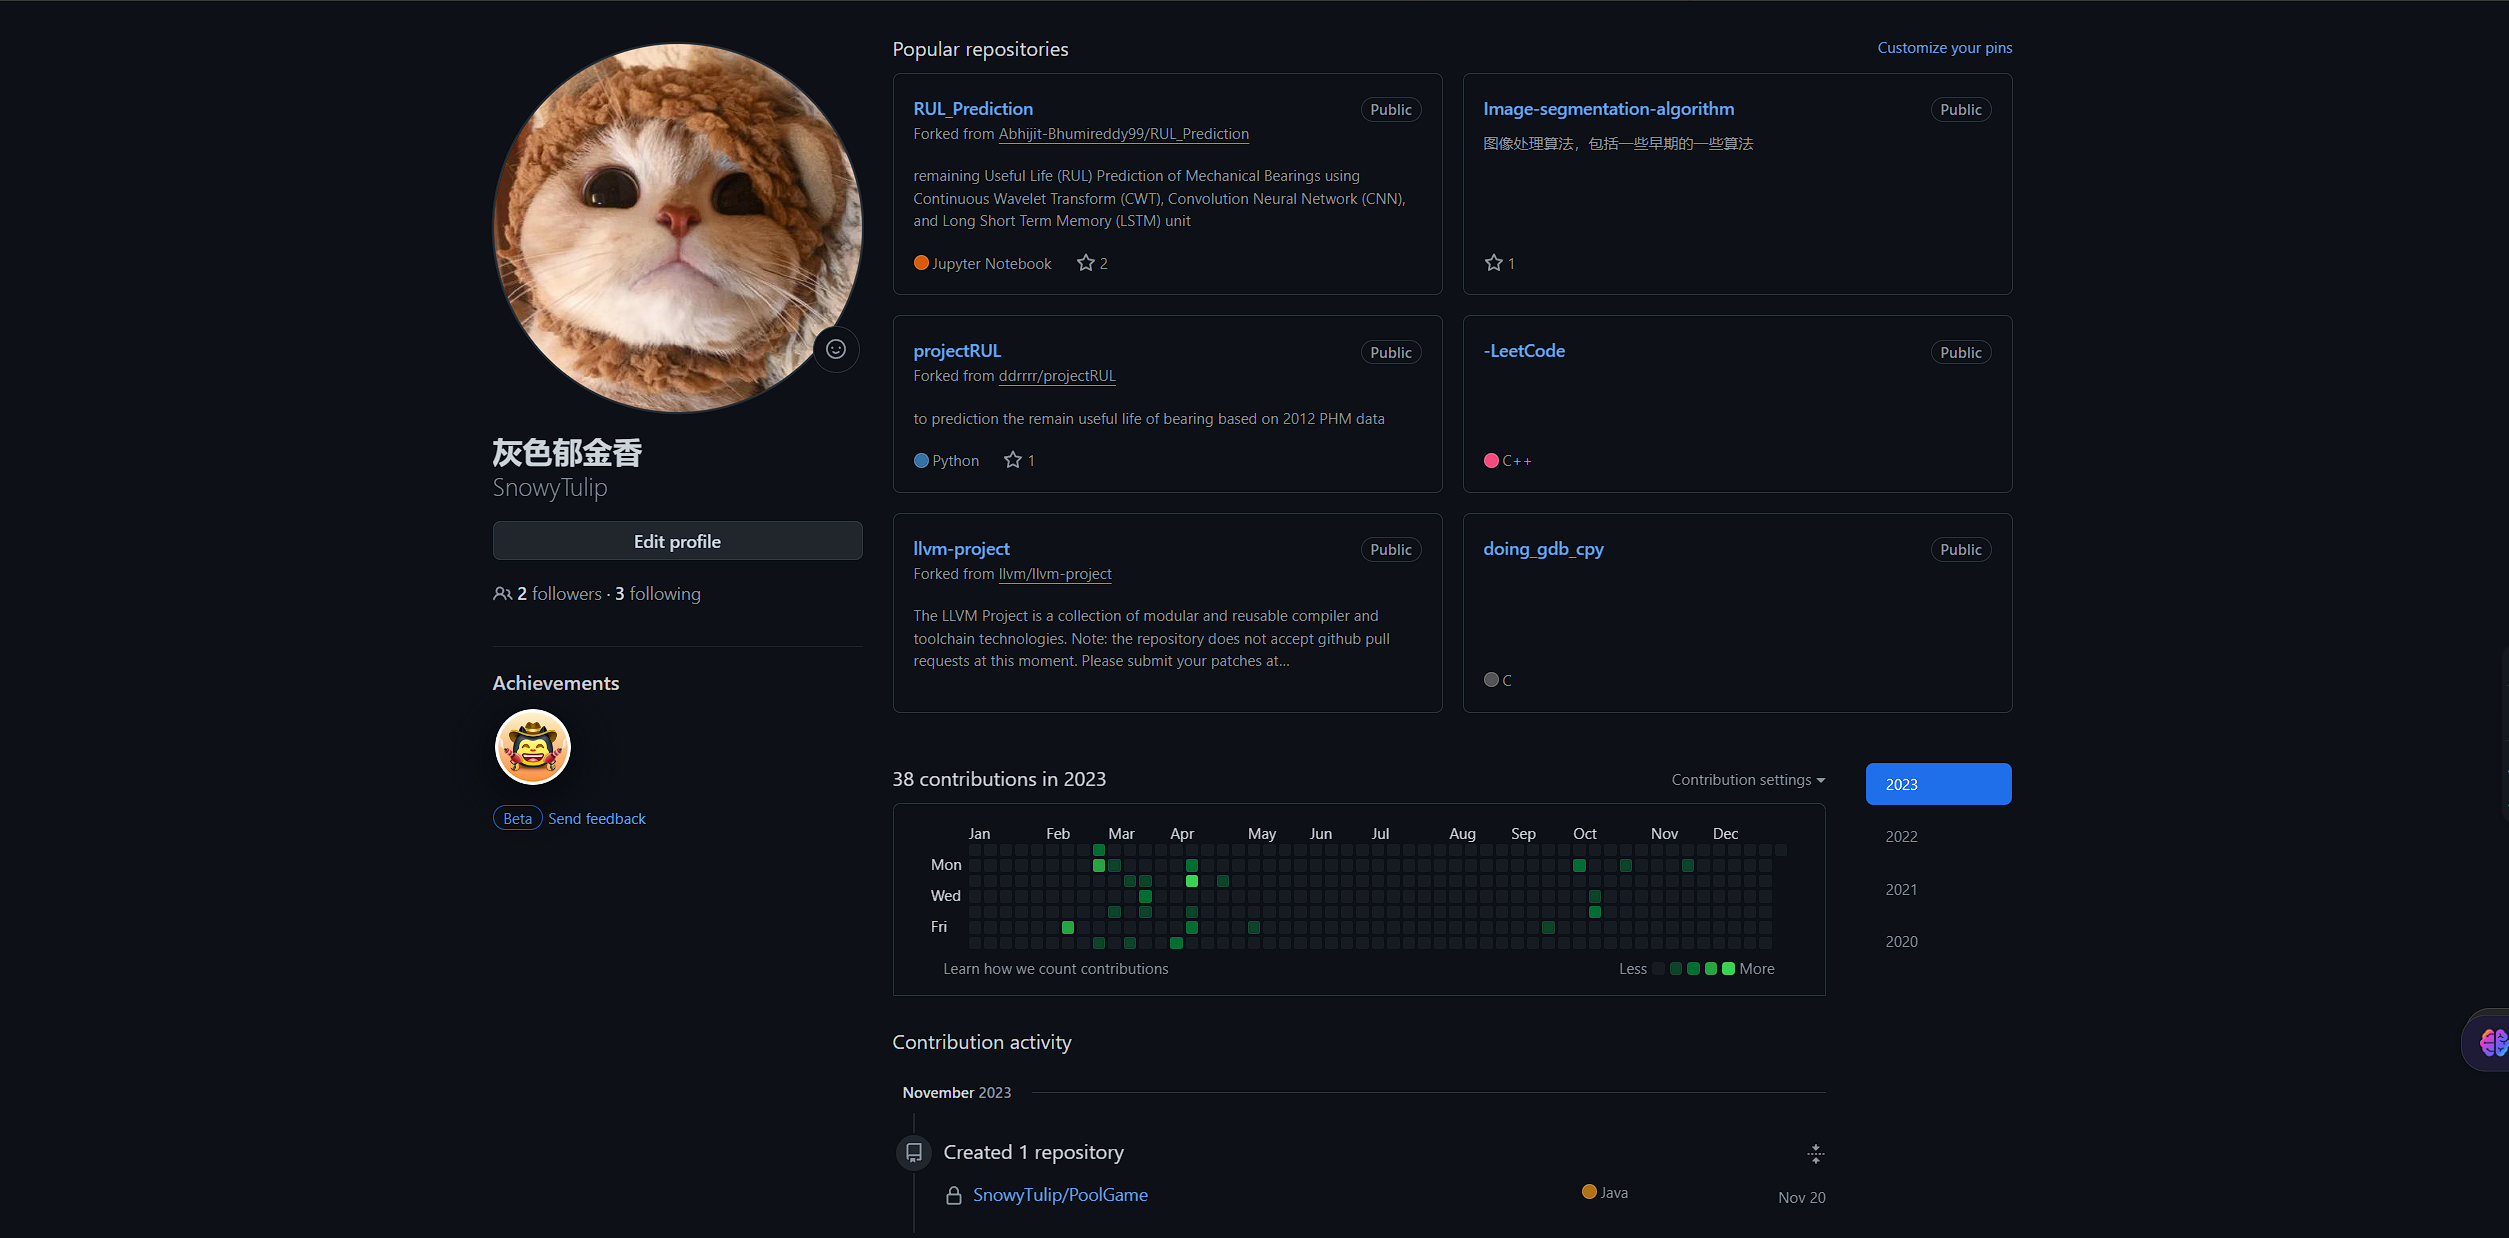 灰色郁金香
SnowyTulip
Edit profile
2 followers · 3 following
Achievements
Beta Send feedback
Popular repositories
Customize your pins
RUL_Prediction
Public
Forked from Abhijit-Bhumireddy99/RUL_Prediction
remaining Useful Life (RUL) Prediction of Mechanical Bearings using
Continuous Wavelet Transform (CWT), Convolution Neural Network (CNN),
and Long Short Term Memory (LSTM) unit
Jupyter Notebook 2
Image-segmentation-algorithm
Public
图像处理算法，包括一些早期的一些算法
1
projectRUL
Public
Forked from ddrrrr/projectRUL
to prediction the remain useful life of bearing based on 2012 PHM data
Python 1
-LeetCode
Public
C++
llvm-project
Public
Forked from llvm/llvm-project
The LLVM Project is a collection of modular and reusable compiler and
toolchain technologies. Note: the repository does not accept github pull
requests at this moment. Please submit your patches at...
doing_gdb_cpy
Public
C
38 contributions in 2023
Contribution settings
2023
2022
2021
2020
Jan Feb Mar Apr May Jun Jul Aug Sep Oct Nov Dec
Mon
Wed
Fri
Learn how we count contributions
Less More
Contribution activity
November 2023
Created 1 repository
SnowyTulip/PoolGame
Java
Nov 20